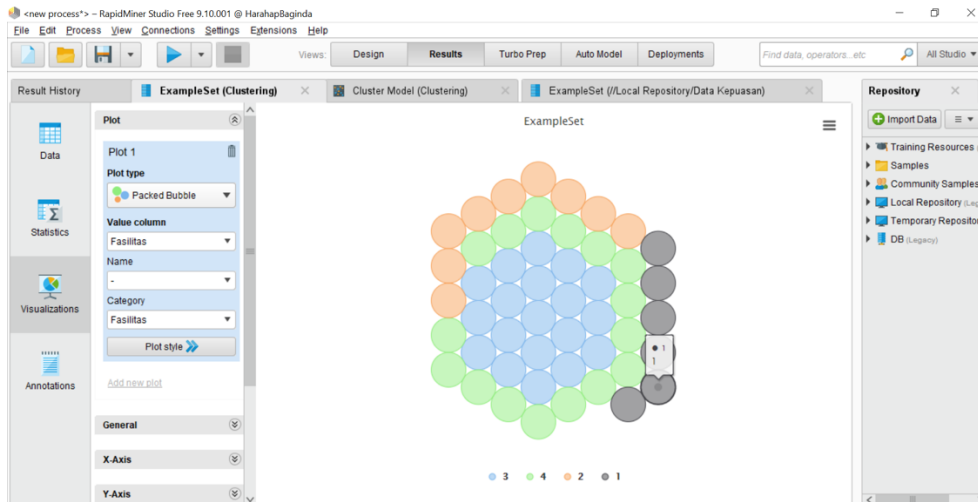 <new process*> – RapidMiner Studio Free 9.10.001 @ HarahapBaginda
File Edit Process View Connections Settings Extensions Help
Views: Design Results Turbo Prep Auto Model Deployments Find data, operators...etc All Studio
Result History ExampleSet (Clustering) Cluster Model (Clustering) ExampleSet (//Local Repository/Data Kepuasan) Repository
Data
Statistics
Visualizations
Annotations
Plot
Plot 1
Plot type
Packed Bubble
Value column
Fasilitas
Name
-
Category
Fasilitas
Plot style
Add new plot
General
X-Axis
Y-Axis
ExampleSet
1
1
3 4 2 1
Import Data
Training Resources
Samples
Community Samples
Local Repository (Leg
Temporary Repositor
DB (Legacy)